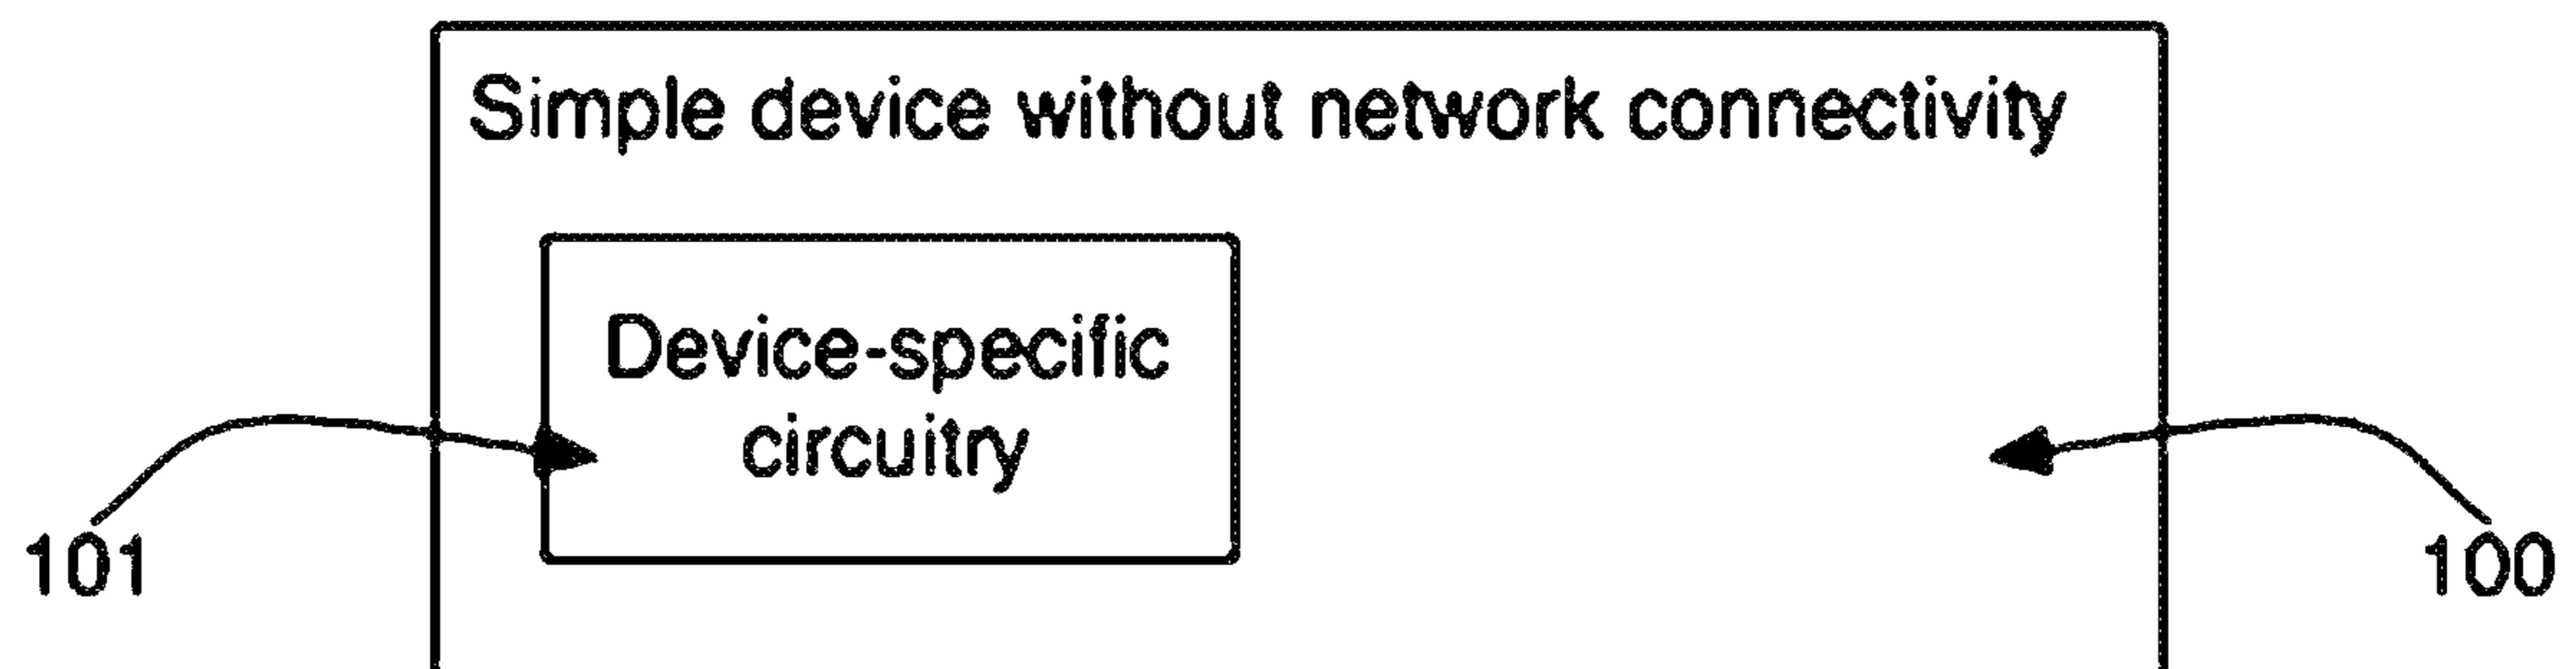 Simple device without network connectivity
Device-specific
circuitry
101
100